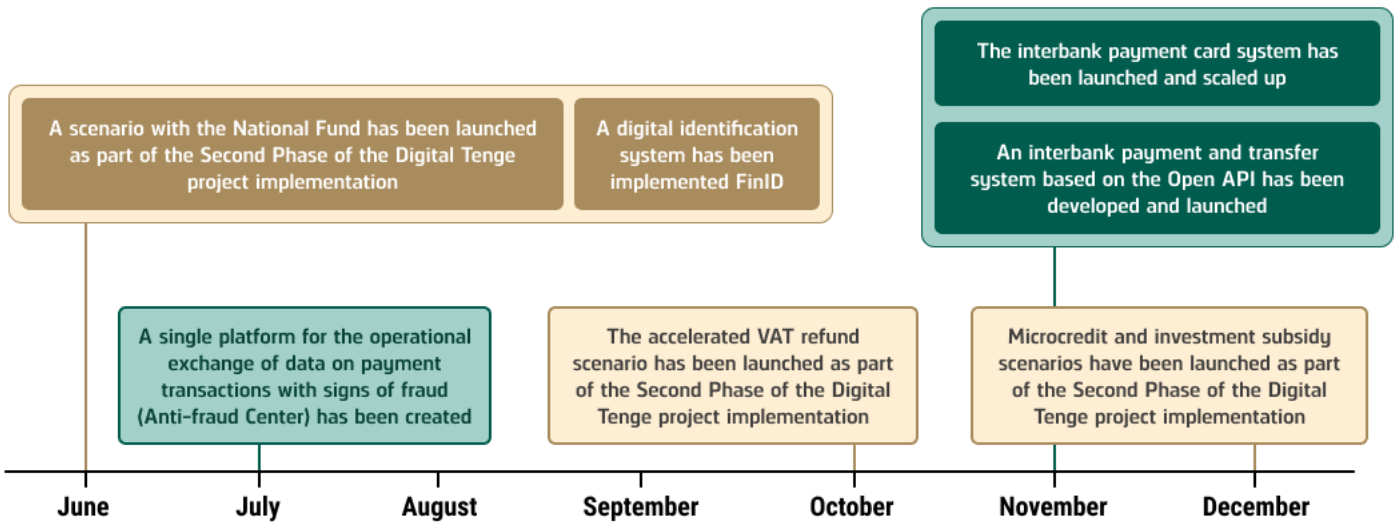 The interbank payment card system has
been launched and scaled up
A scenario with the National Fund has been launched
as part of the Second Phase of the Digital Tenge
project implementation
A digital identification
system has been
implemented FinID
An interbank payment and transfer
system based on the Open API has been
developed and launched
A single platform for the operational
exchange of data on payment
transactions with signs of fraud
(Anti-fraud Center) has been created
The accelerated VAT refund
scenario has been launched as part
of the Second Phase of the Digital
Tenge project implementation
Microcredit and investment subsidy
scenarios have been launched as part
of the Second Phase of the Digital
Tenge project implementation
June
July
August
September
October
November
December